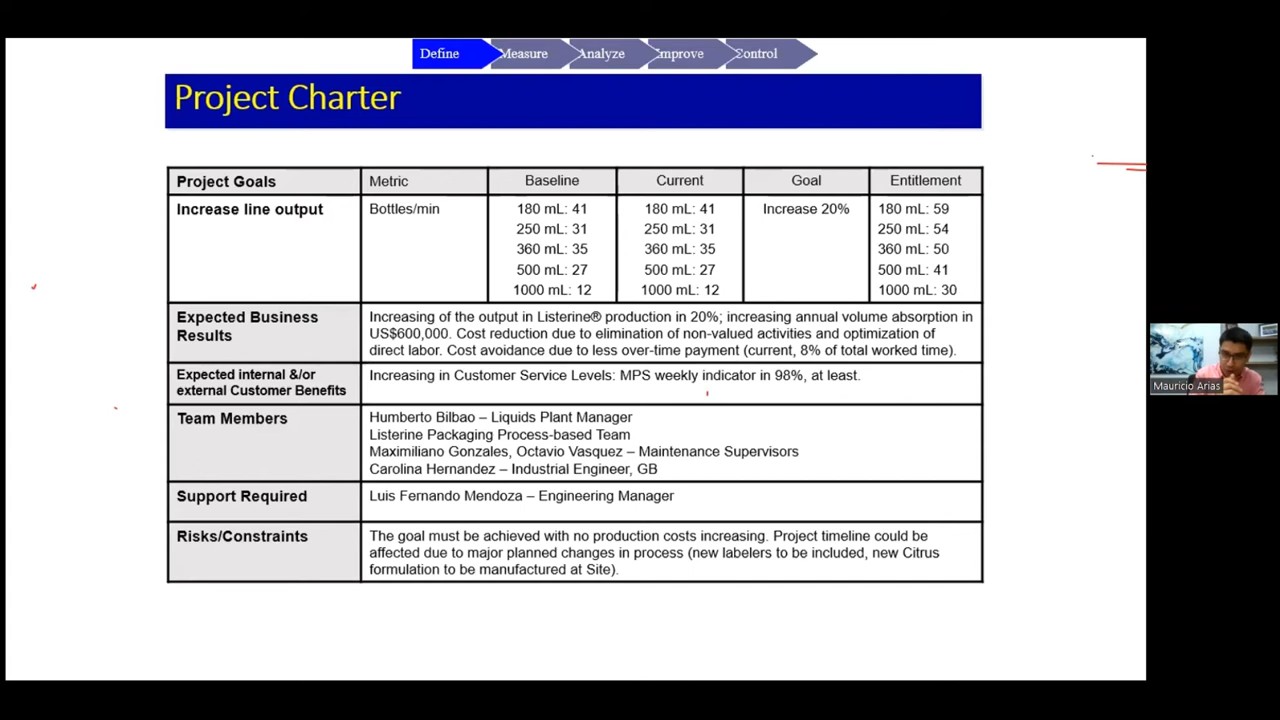 Define Measure Analyze Improve Control
Project Charter
Project Goals Metric Baseline Current Goal Entitlement
Increase line output Bottles/min 180 mL: 41 180 mL: 41 Increase 20% 180 mL: 59
250 mL: 31 250 mL: 31 250 mL: 54
360 mL: 35 360 mL: 35 360 mL: 50
500 mL: 27 500 mL: 27 500 mL: 41
1000 mL: 12 1000 mL: 12 1000 mL: 30
Expected Business
Results
Increasing of the output in Listerine® production in 20%; increasing annual volume absorption in
US$600,000. Cost reduction due to elimination of non-valued activities and optimization of
direct labor. Cost avoidance due to less over-time payment (current, 8% of total worked time).
Expected internal &/or
external Customer Benefits
Increasing in Customer Service Levels: MPS weekly indicator in 98%, at least.
Team Members
Humberto Bilbao – Liquids Plant Manager
Listerine Packaging Process-based Team
Maximiliano Gonzales, Octavio Vasquez – Maintenance Supervisors
Carolina Hernandez – Industrial Engineer, GB
Support Required
Luis Fernando Mendoza – Engineering Manager
Risks/Constraints
The goal must be achieved with no production costs increasing. Project timeline could be
affected due to major planned changes in process (new labelers to be included, new Citrus
formulation to be manufactured at Site).
Mauricio Arias